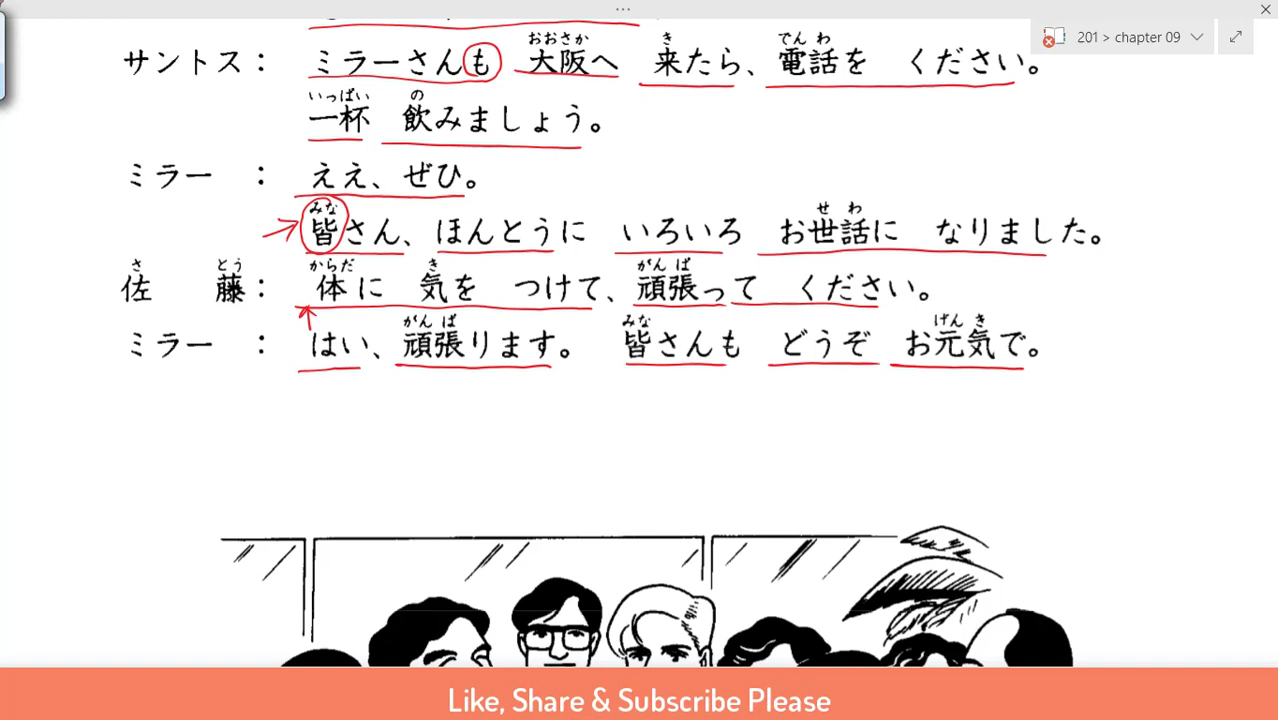 201 > chapter 09
サントス： ミラーさんも 大阪へ 来たら、電話を ください。
一杯 飲みましょう。
ミラー ： ええ、ぜひ。
皆さん、ほんとうに いろいろ お世話に なりました。
佐藤： 体に 気を つけて、頑張って ください。
ミラー ： はい、頑張ります。 皆さんも どうぞ お元気で。
Like, Share & Subscribe Please